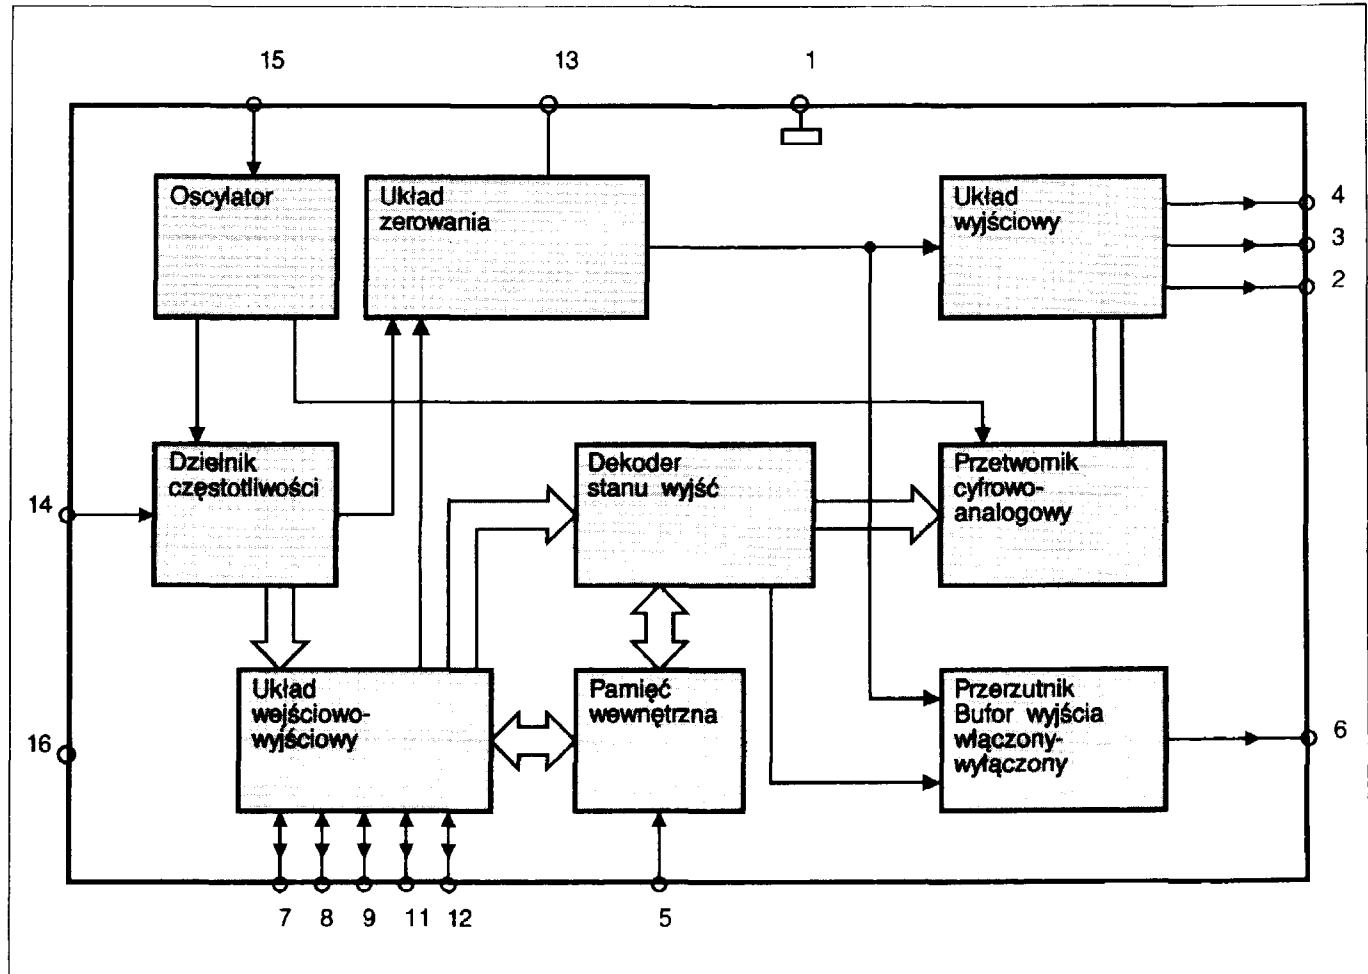 15
13
1
Oscylator
Układ
zerowania
Układ
wyjściowy
4
3
2
Dzielnik
częstotliwości
Dekoder
stanu wyjść
Przetwornik
cyfrowo-
analogowy
14
Układ
wejściowo-
wyjściowy
Pamięć
wewnętrzna
Przerzutnik
Bufor wyjścia
włączony-
wyłączony
16
6
7
8
9
11
12
5